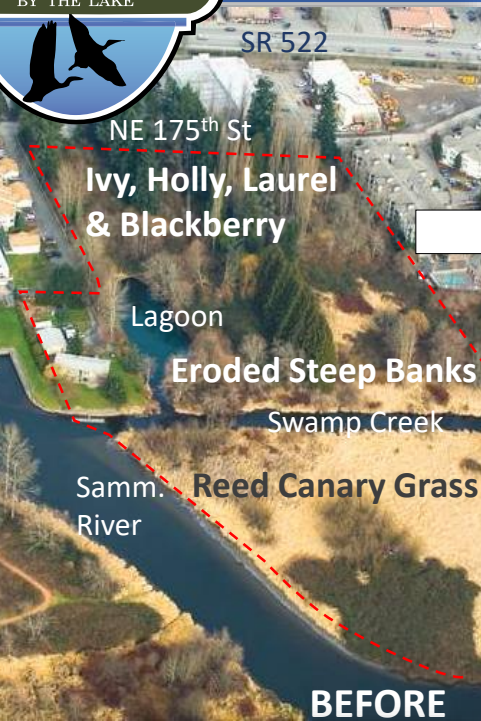 BY THE LAKE
SR 522
NE 175th St
Ivy, Holly, Laurel
& Blackberry
Lagoon
Eroded Steep Banks
Swamp Creek
Samm.
River
Reed Canary Grass
BEFORE